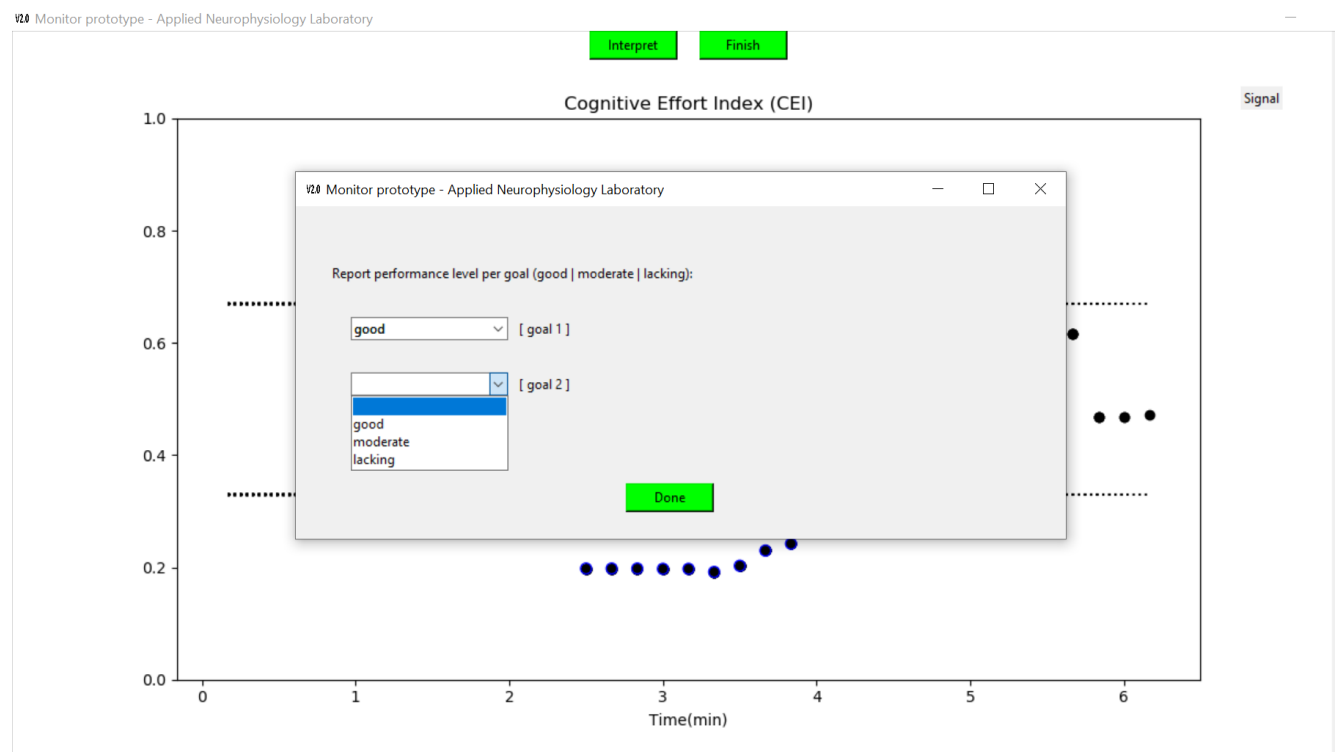 V2.0 Monitor prototype - Applied Neurophysiology Laboratory
Interpret Finish
Cognitive Effort Index (CEI)
Signal
1.0
0.8
0.6
0.4
0.2
0.0
V2.0 Monitor prototype - Applied Neurophysiology Laboratory
Report performance level per goal (good | moderate | lacking):
good [ goal 1 ]
[ goal 2 ]
good
moderate
lacking
Done
0 1 2 3 4 5 6
Time(min)